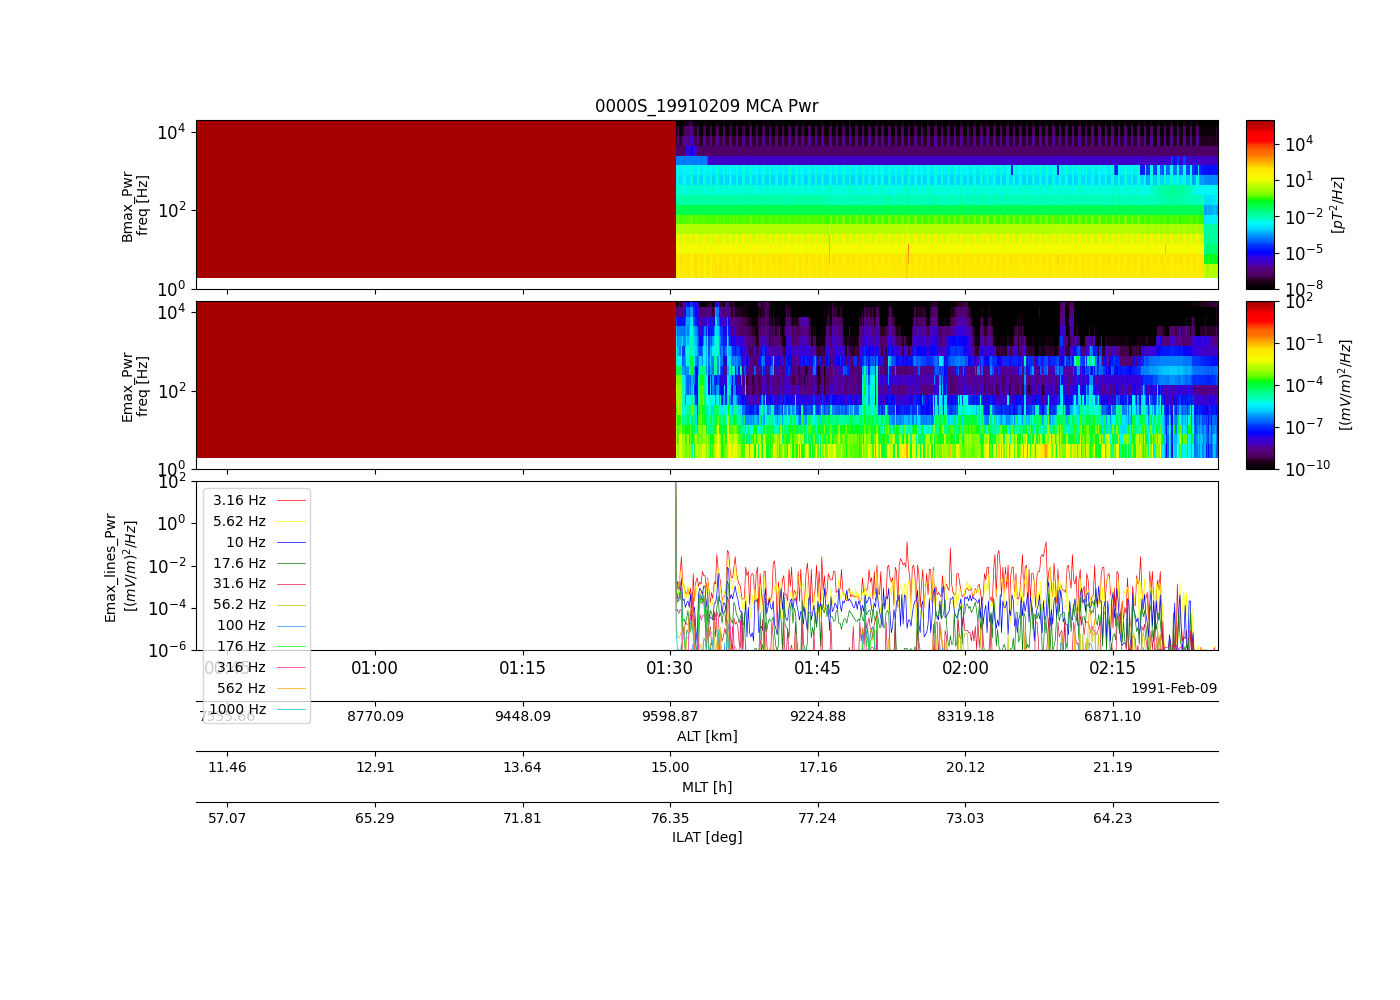 0000S_19910209 MCA Pwr
10^4
10^2
10^0
Bmax_Pwr
freq [Hz]
10^4
10^1
10^-2
10^-5
10^-8
[pT^2/Hz]
10^4
10^2
10^0
Emax_Pwr
freq [Hz]
10^2
10^-1
10^-4
10^-7
10^-10
[(mV/m)^2/Hz]
10^2
10^0
10^-2
10^-4
10^-6
Emax_lines_Pwr
[(mV/m)^2/Hz]
3.16 Hz
5.62 Hz
10 Hz
17.6 Hz
31.6 Hz
56.2 Hz
100 Hz
176 Hz
316 Hz
562 Hz
1000 Hz
00:45 01:00 01:15 01:30 01:45 02:00 02:15
1991-Feb-09
8770.09 9448.09 9598.87 9224.88 8319.18 6871.10
ALT [km]
11.46 12.91 13.64 15.00 17.16 20.12 21.19
MLT [h]
57.07 65.29 71.81 76.35 77.24 73.03 64.23
ILAT [deg]